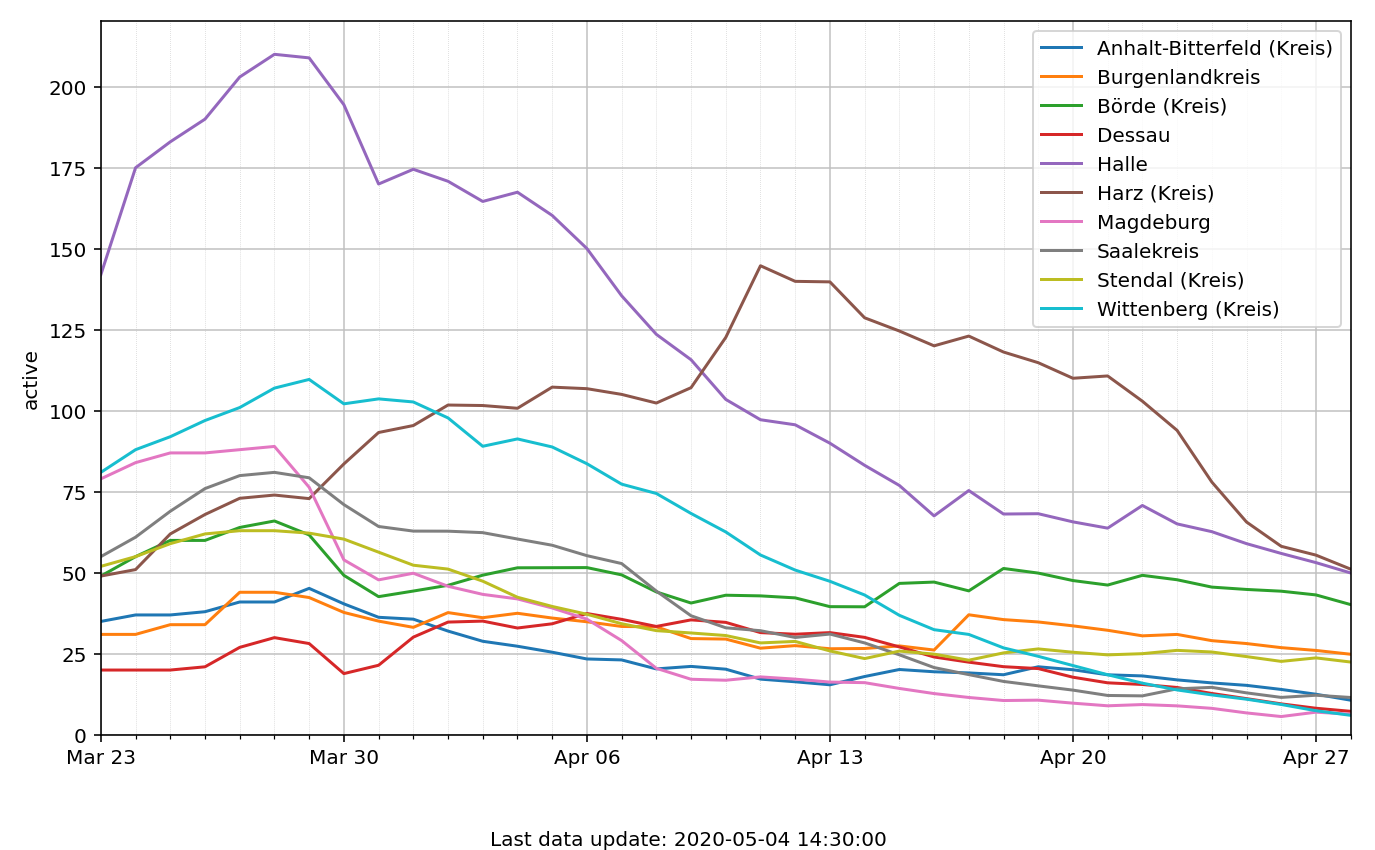 200
175
150
125
100
75
50
25
0
active
Mar 23
Mar 30
Apr 06
Apr 13
Apr 20
Apr 27
Anhalt-Bitterfeld (Kreis)
Burgenlandkreis
Börde (Kreis)
Dessau
Halle
Harz (Kreis)
Magdeburg
Saalekreis
Stendal (Kreis)
Wittenberg (Kreis)
Last data update: 2020-05-04 14:30:00